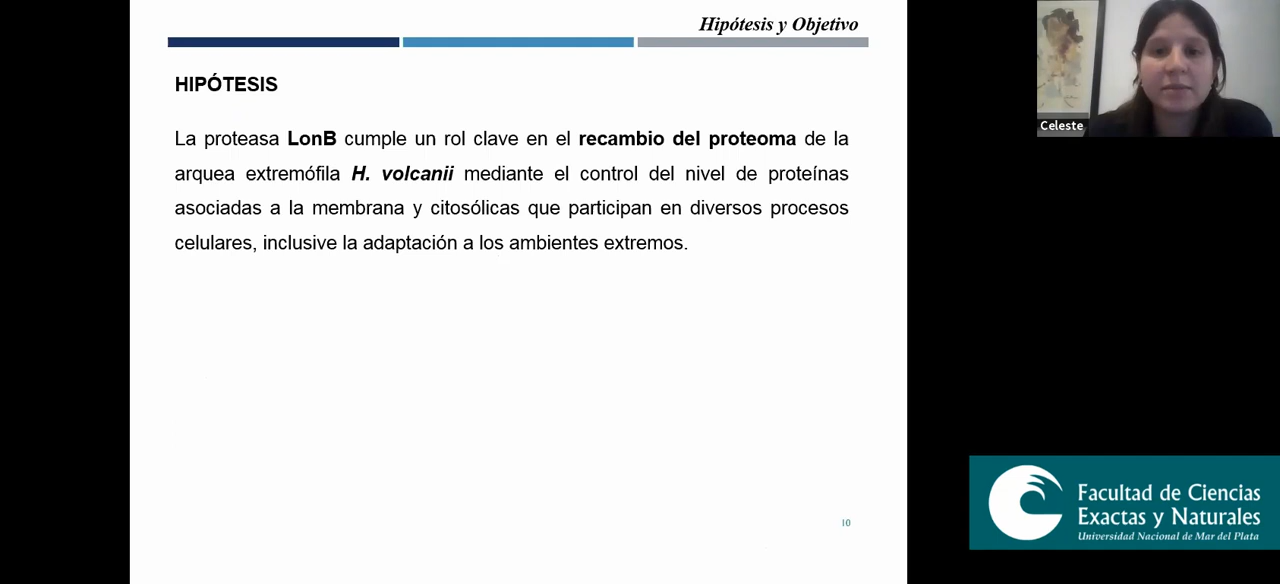 Hipótesis y Objetivo
HIPÓTESIS
La proteasa LonB cumple un rol clave en el recambio del proteoma de la
arquea extremófila H. volcanii mediante el control del nivel de proteínas
asociadas a la membrana y citosólicas que participan en diversos procesos
celulares, inclusive la adaptación a los ambientes extremos.
10
Celeste
Facultad de Ciencias
Exactas y Naturales
Universidad Nacional de Mar del Plata